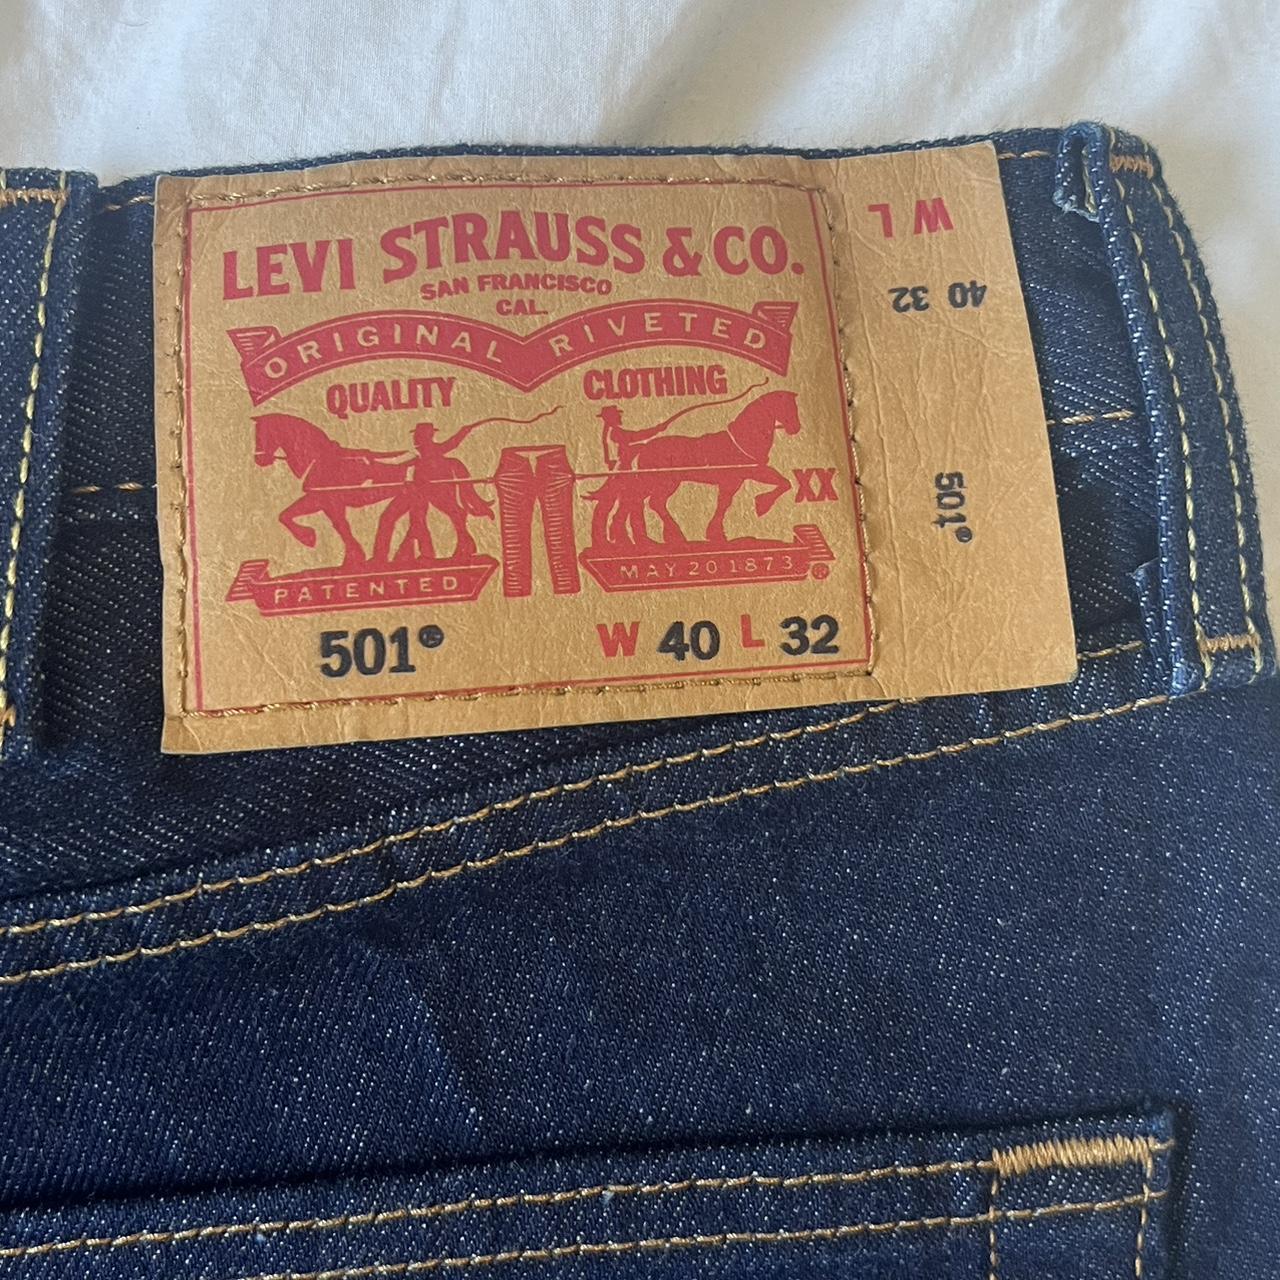 LEVI STRAUSS & CO.
SAN FRANCISCO
CAL.
ORIGINAL RIVETED
QUALITY CLOTHING
XX
PATENTED MAY 20 1873 ®
501® W 40 L 32
W L
40 32
501®